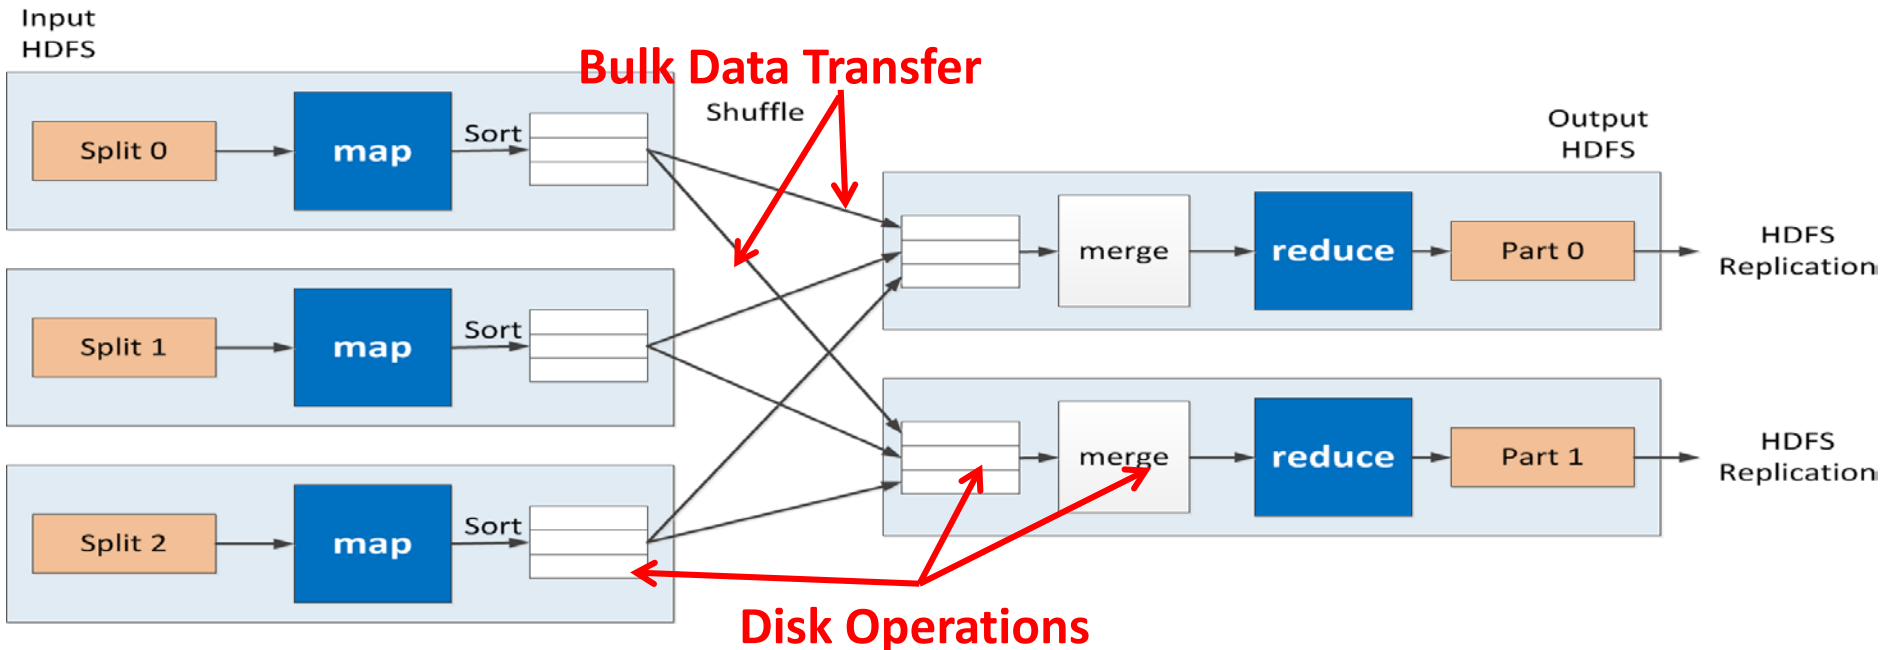 Input
HDFS
Bulk Data Transfer
Shuffle
Split 0
map
Sort
Output
HDFS
merge
reduce
Part 0
HDFS
Replication
Split 1
map
Sort
merge
reduce
Part 1
HDFS
Replication
Split 2
map
Sort
Disk Operations